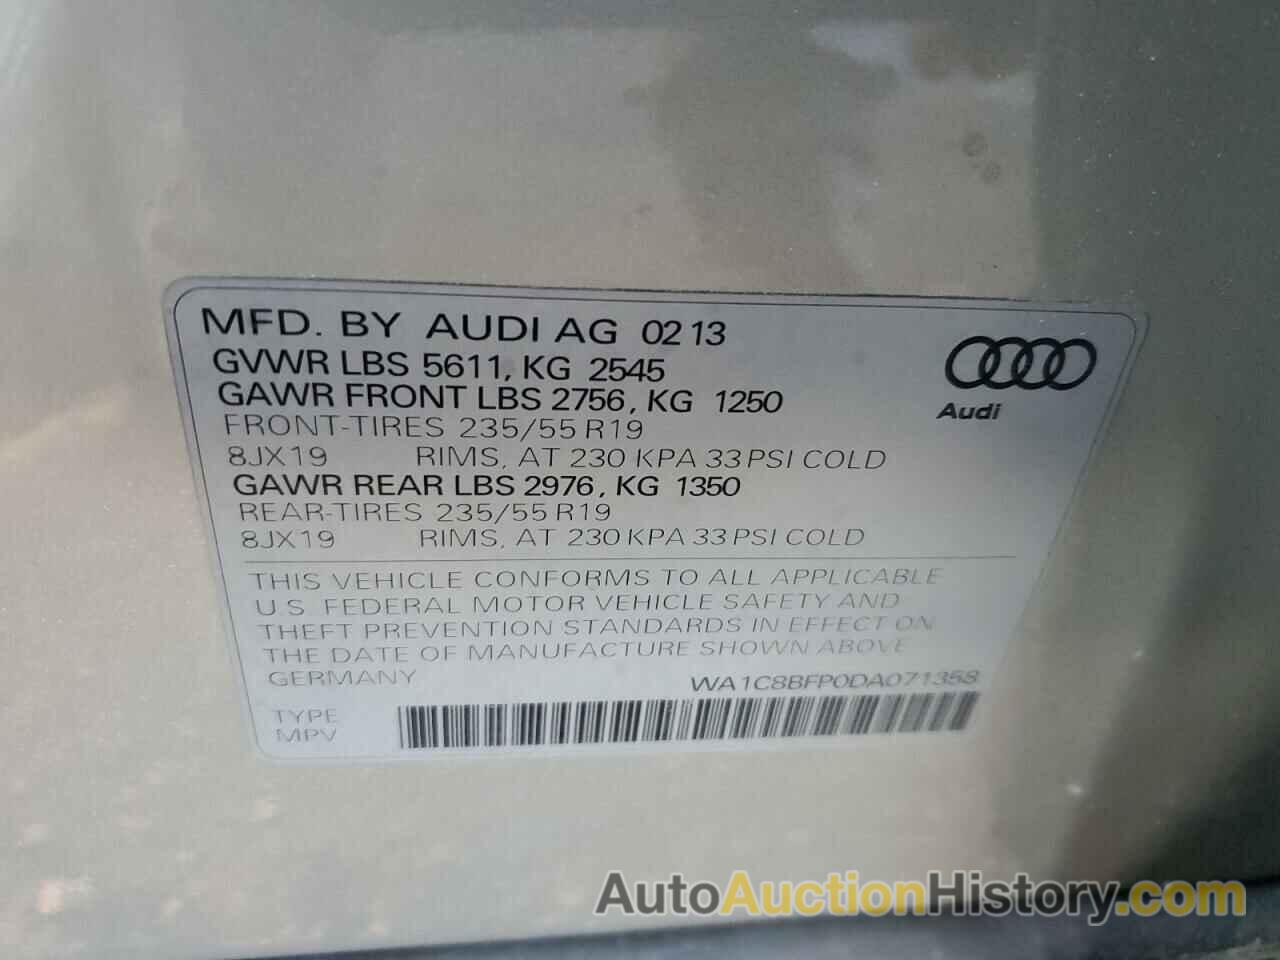 MFD. BY AUDI AG 02 13
GVWR LBS 5611, KG 2545
GAWR FRONT LBS 2756, KG 1250
FRONT-TIRES 235/55 R19
8JX19 RIMS, AT 230 KPA 33 PSI COLD
GAWR REAR LBS 2976, KG 1350
REAR-TIRES 235/55 R19
8JX19 RIMS, AT 230 KPA 33 PSI COLD
Audi
THIS VEHICLE CONFORMS TO ALL APPLICABLE
U.S. FEDERAL MOTOR VEHICLE SAFETY AND
THEFT PREVENTION STANDARDS IN EFFECT ON
THE DATE OF MANUFACTURE SHOWN ABOVE
GERMANY WA1C8BFP0DA071358
TYPE
MPV
AutoAuctionHistory.com